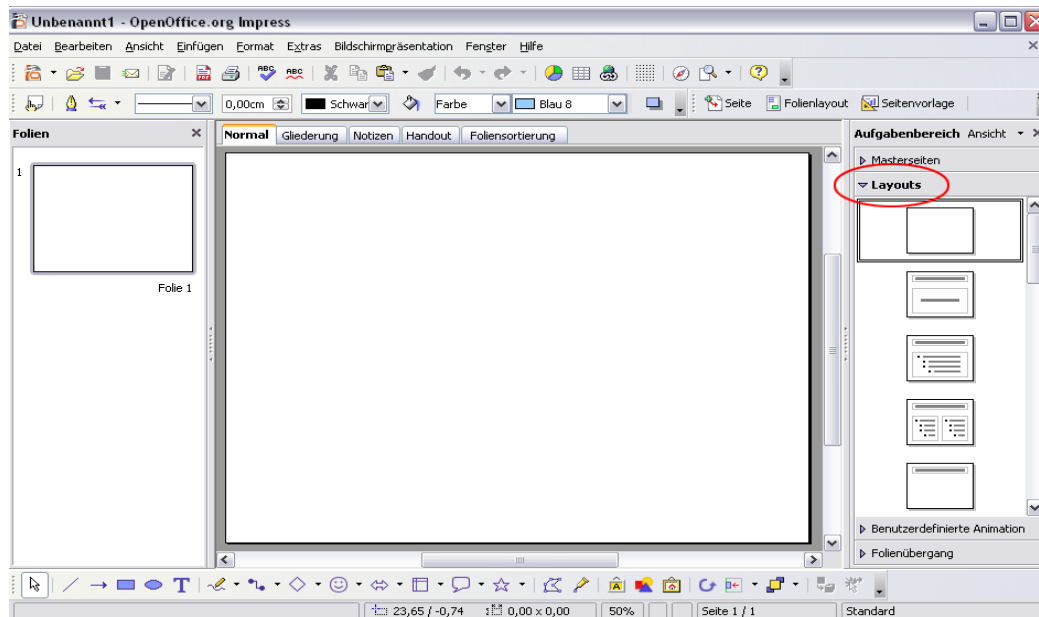 Unbenannt1 - OpenOffice.org Impress
Datei Bearbeiten Ansicht Einfügen Format Extras Bildschirmpräsentation Fenster Hilfe
ABC ABC
0,00cm Schwar Farbe Blau 8 Seite Folienlayout Seitenvorlage
Folien
Normal Gliederung Notizen Handout Foliensortierung
Aufgabenbereich Ansicht
Masterseiten
Layouts
1
Folie 1
Benutzerdefinierte Animation
Folienübergang
T
23,65 / -0,74 0,00 x 0,00 50% Seite 1 / 1 Standard